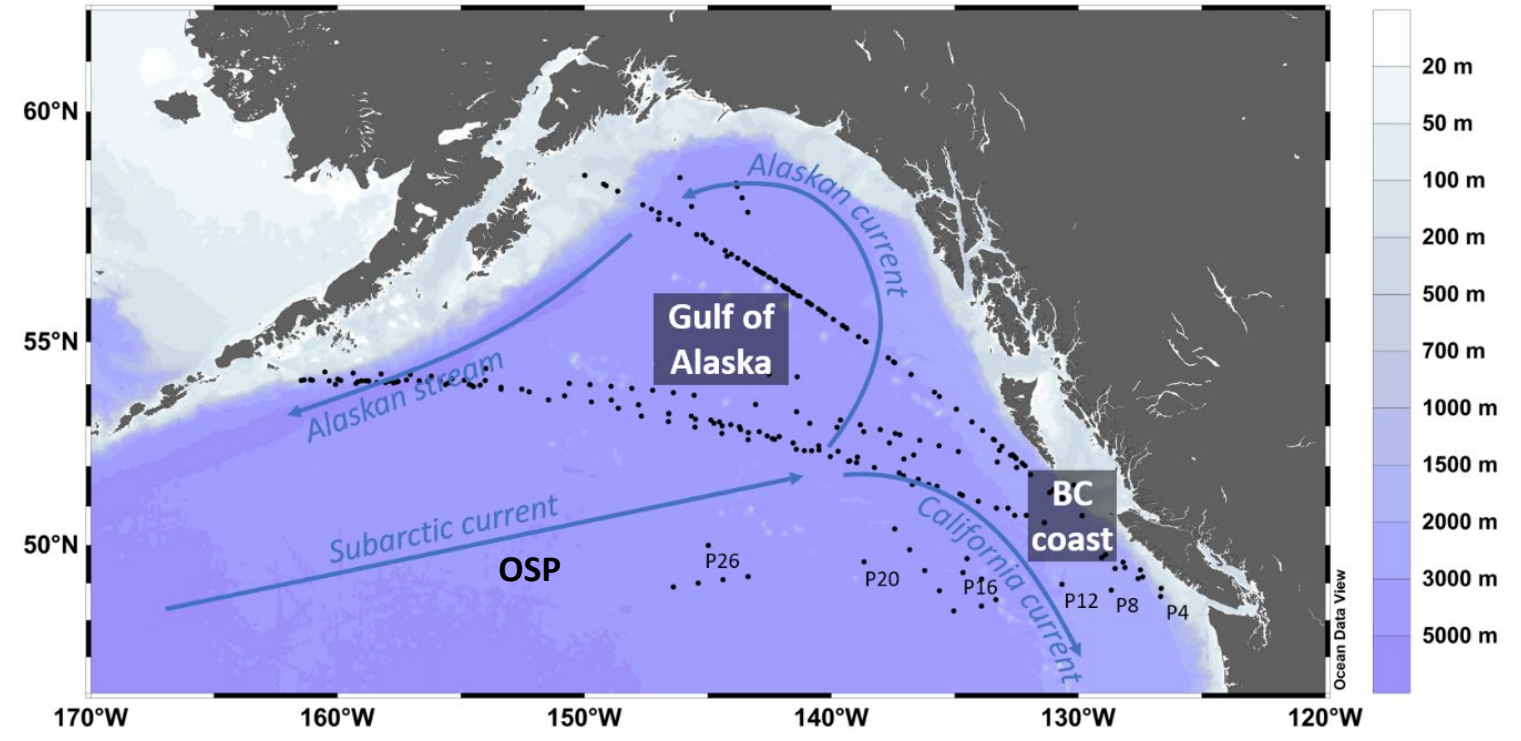 60°N
55°N
50°N
170°W
160°W
150°W
140°W
130°W
120°W
Alaskan current
Gulf of
Alaska
Alaskan stream
Subarctic current
OSP
California current
BC
coast
P26
P20
P16
P12
P8
P4
Ocean Data View
20 m
50 m
100 m
200 m
500 m
700 m
1000 m
1500 m
2000 m
3000 m
5000 m